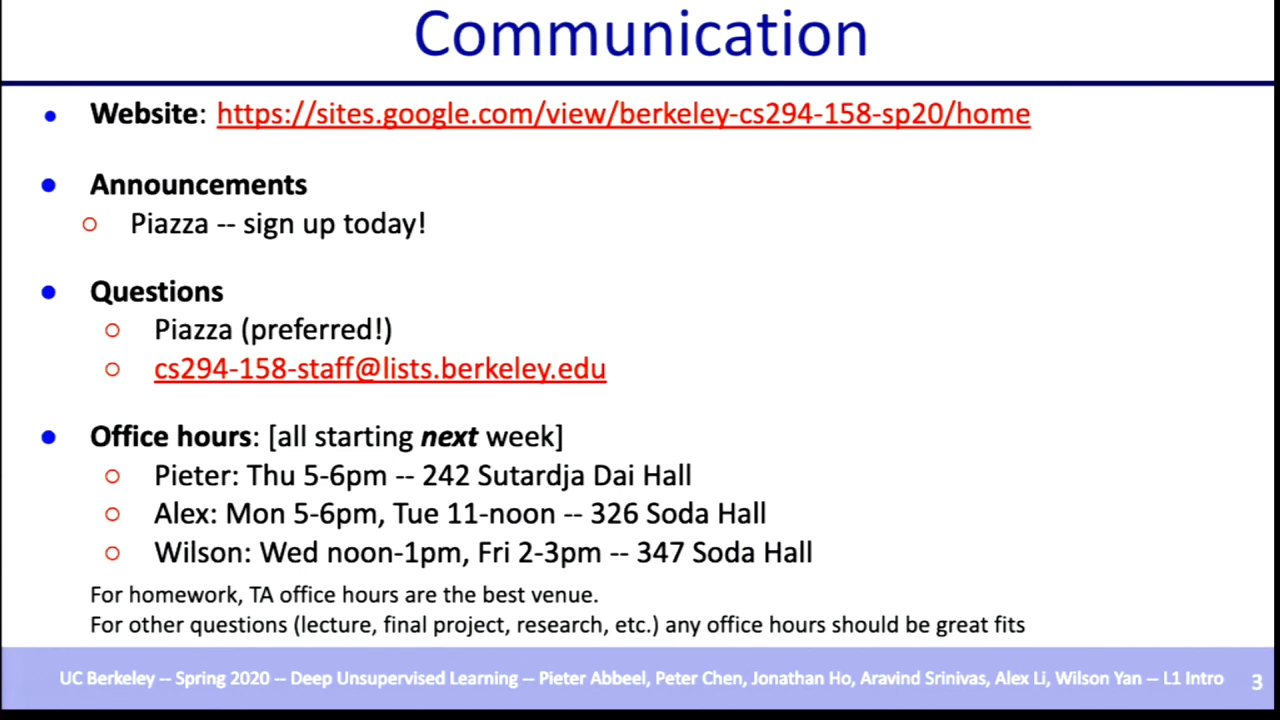 Communication
Website: https://sites.google.com/view/berkeley-cs294-158-sp20/home
Announcements
Piazza -- sign up today!
Questions
Piazza (preferred!)
cs294-158-staff@lists.berkeley.edu
Office hours: [all starting next week]
Pieter: Thu 5-6pm -- 242 Sutardja Dai Hall
Alex: Mon 5-6pm, Tue 11-noon -- 326 Soda Hall
Wilson: Wed noon-1pm, Fri 2-3pm -- 347 Soda Hall
For homework, TA office hours are the best venue.
For other questions (lecture, final project, research, etc.) any office hours should be great fits
UC Berkeley -- Spring 2020 -- Deep Unsupervised Learning -- Pieter Abbeel, Peter Chen, Jonathan Ho, Aravind Srinivas, Alex Li, Wilson Yan -- L1 Intro 3